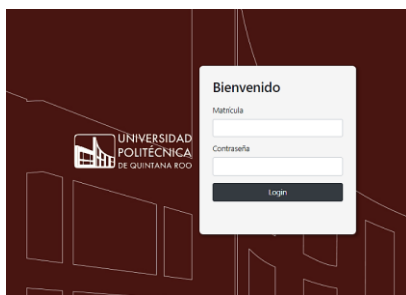 UNIVERSIDAD
POLITÉCNICA
DE QUINTANA ROO
Bienvenido
Matrícula
Contraseña
Login